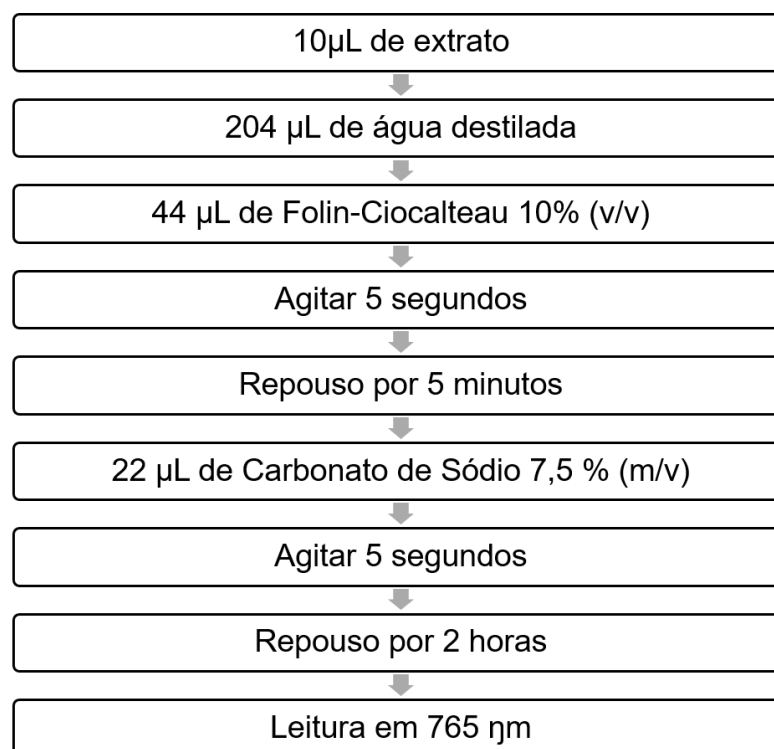 10µL de extrato
204 µL de água destilada
44 µL de Folin-Ciocalteau 10% (v/v)
Agitar 5 segundos
Repouso por 5 minutos
22 µL de Carbonato de Sódio 7,5 % (m/v)
Agitar 5 segundos
Repouso por 2 horas
Leitura em 765 ŋm